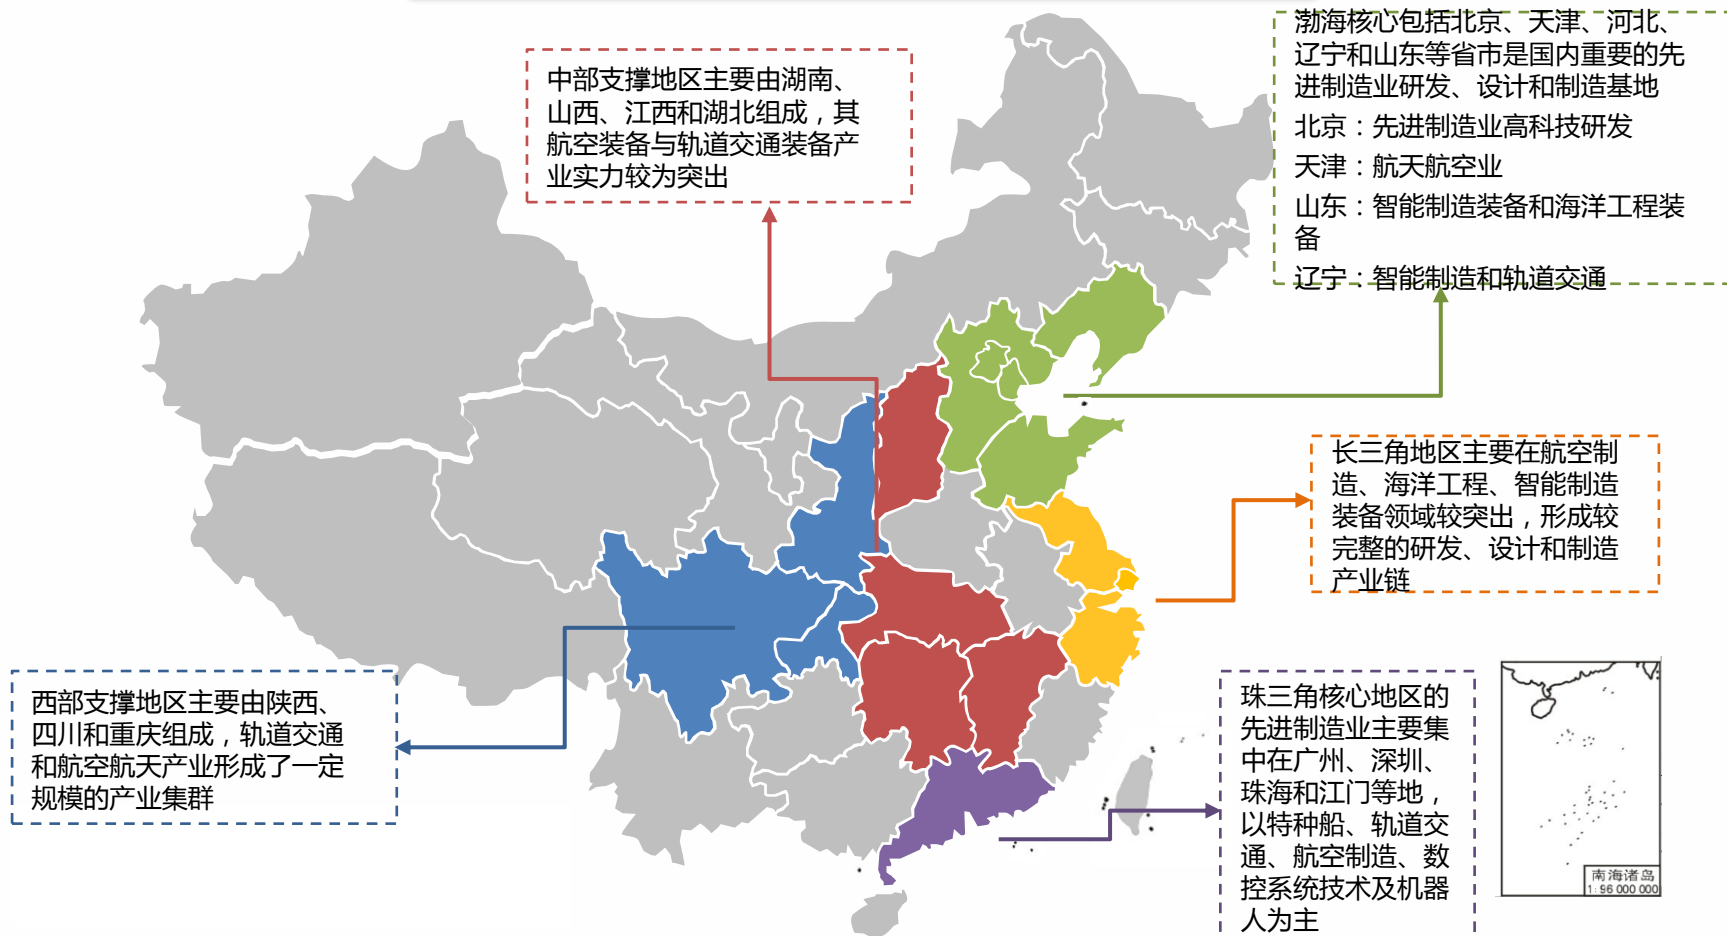 中部支撑地区主要由湖南、
山西、江西和湖北组成，其
航空装备与轨道交通装备产
业实力较为突出
渤海核心包括北京、天津、河北、
辽宁和山东等省市是国内重要的先
进制造业研发、设计和制造基地
北京：先进制造业高科技研发
天津：航天航空业
山东：智能制造装备和海洋工程装
备
辽宁：智能制造和轨道交通
长三角地区主要在航空制
造、海洋工程、智能制造
装备领域较突出，形成较
完整的研发、设计和制造
产业链
西部支撑地区主要由陕西、
四川和重庆组成，轨道交通
和航空航天产业形成了一定
规模的产业集群
珠三角核心地区的
先进制造业主要集
中在广州、深圳、
珠海和江门等地，
以特种船、轨道交
通、航空制造、数
控系统技术及机器
人为主
南海诸岛
1: 96 000 000